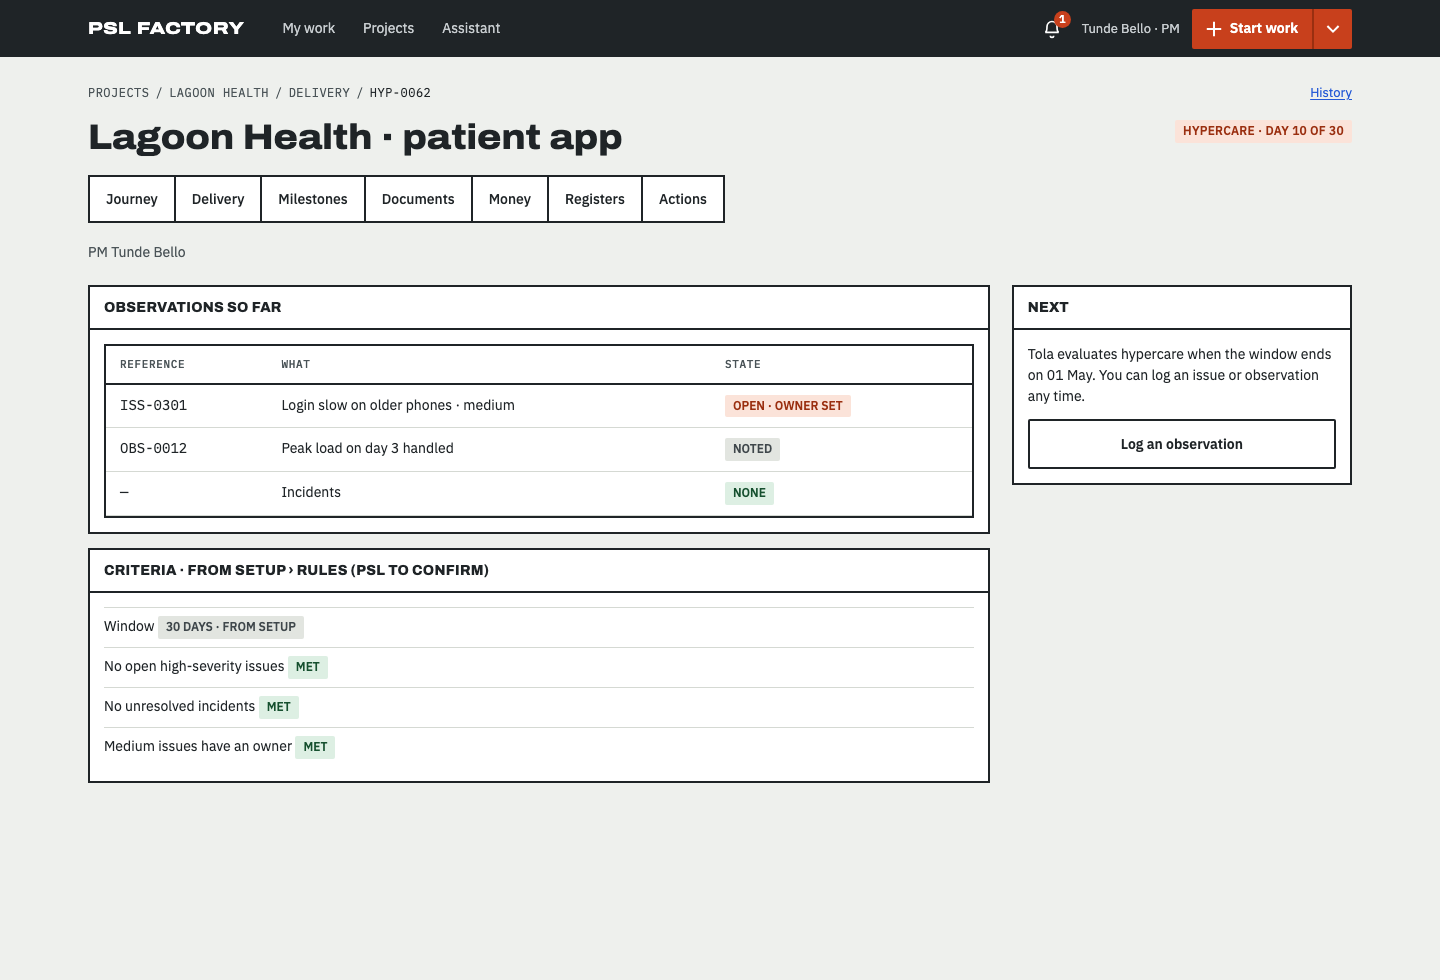 PSL FACTORY
My work
Projects
Assistant
1
Tunde Bello · PM
Start work
PROJECTS / LAGOON HEALTH / DELIVERY / HYP-0062
History
Lagoon Health · patient app
HYPERCARE · DAY 10 OF 30
Journey
Delivery
Milestones
Documents
Money
Registers
Actions
PM Tunde Bello
OBSERVATIONS SO FAR
REFERENCE WHAT STATE
ISS-0301 Login slow on older phones · medium OPEN · OWNER SET
OBS-0012 Peak load on day 3 handled NOTED
— Incidents NONE
NEXT
Tola evaluates hypercare when the window ends
on 01 May. You can log an issue or observation
any time.
Log an observation
CRITERIA · FROM SETUP › RULES (PSL TO CONFIRM)
Window 30 DAYS · FROM SETUP
No open high-severity issues MET
No unresolved incidents MET
Medium issues have an owner MET